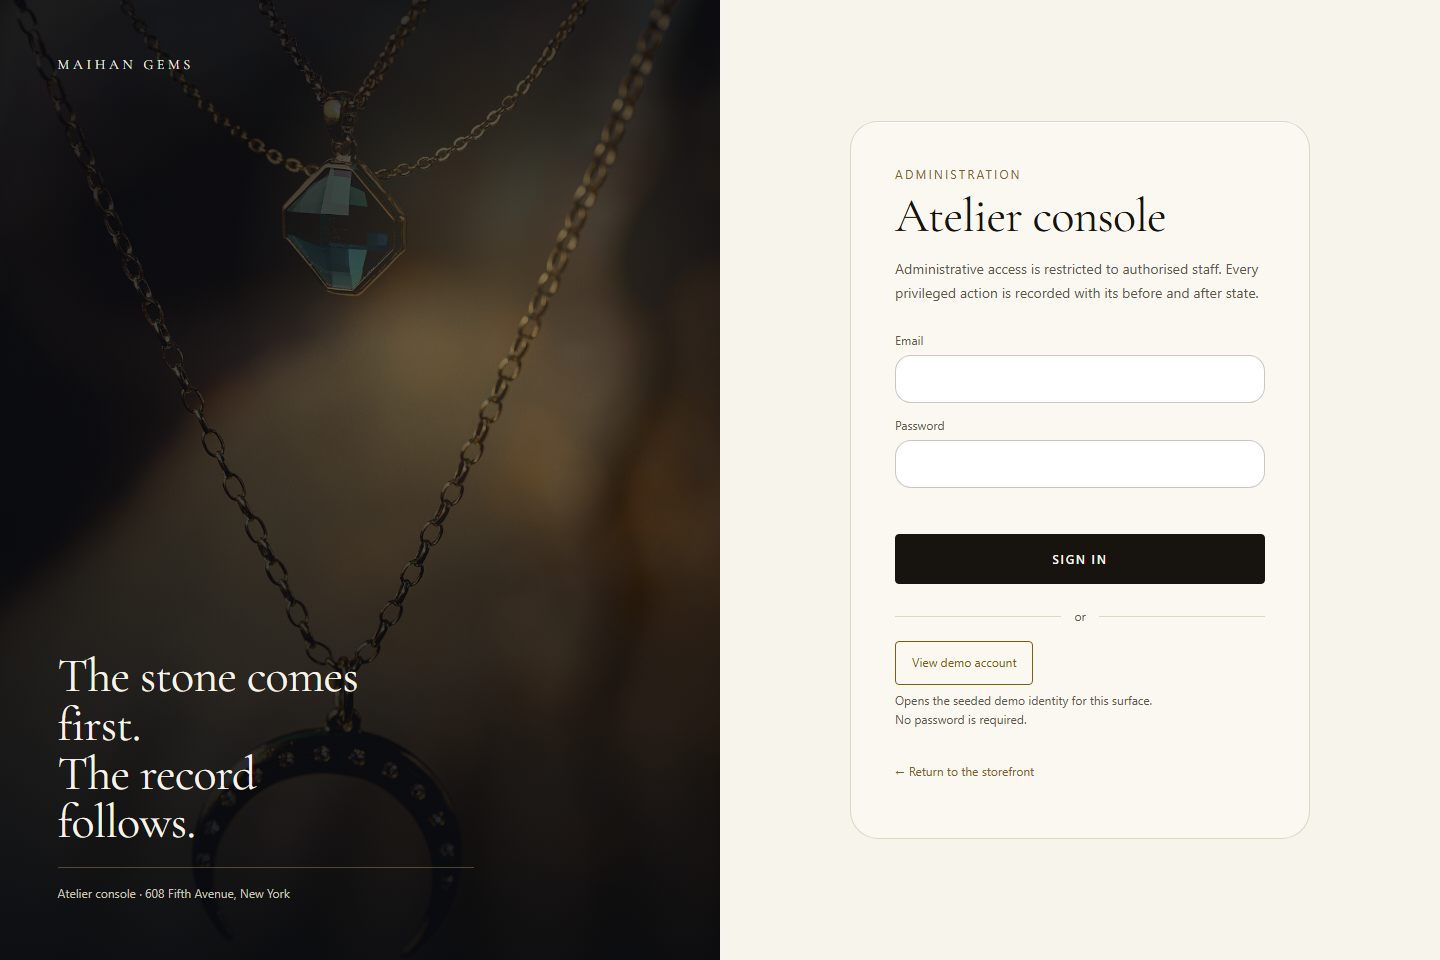 MAIHAN GEMS
The stone comes
first.
The record
follows.
Atelier console · 608 Fifth Avenue, New York
ADMINISTRATION
Atelier console
Administrative access is restricted to authorised staff. Every
privileged action is recorded with its before and after state.
Email
Password
SIGN IN
or
View demo account
Opens the seeded demo identity for this surface.
No password is required.
← Return to the storefront